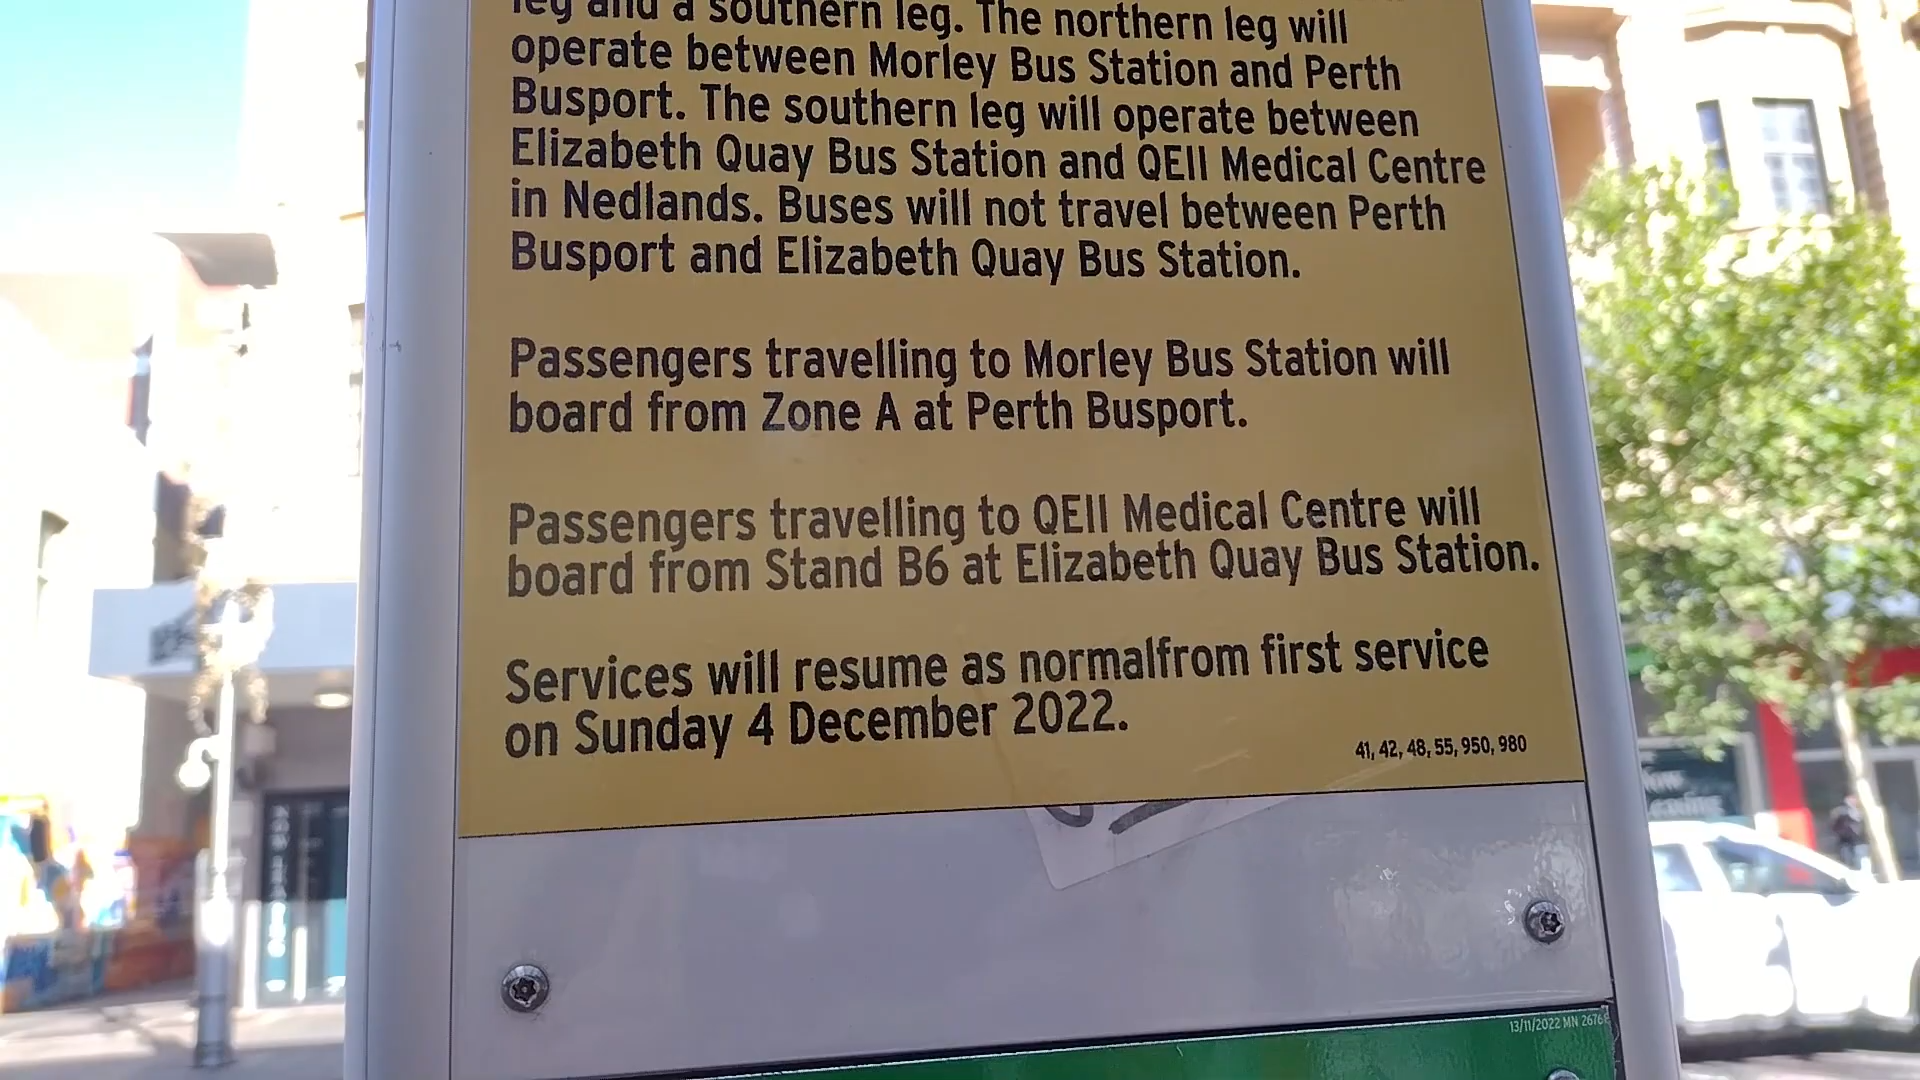 leg and a southern leg. The northern leg will
operate between Morley Bus Station and Perth
Busport. The southern leg will operate between
Elizabeth Quay Bus Station and QEII Medical Centre
in Nedlands. Buses will not travel between Perth
Busport and Elizabeth Quay Bus Station.
Passengers travelling to Morley Bus Station will
board from Zone A at Perth Busport.
Passengers travelling to QEII Medical Centre will
board from Stand B6 at Elizabeth Quay Bus Station.
Services will resume as normalfrom first service
on Sunday 4 December 2022.
41, 42, 48, 55, 950, 980
13/11/2022 MN